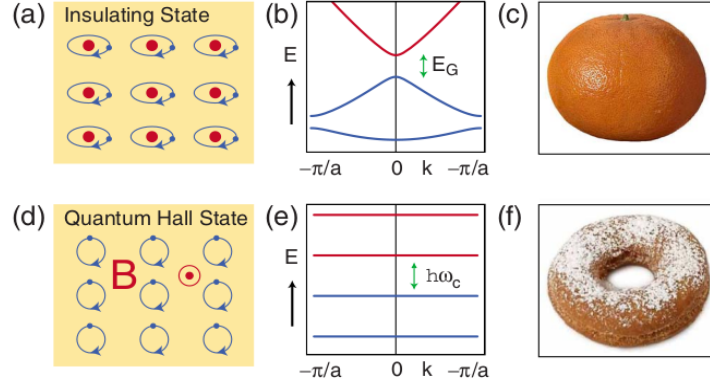 (a) Insulating State
(b)
E
E_G
−π/a 0 k −π/a
(c)
(d) Quantum Hall State
B
(e)
E
hω_c
−π/a 0 k −π/a
(f)